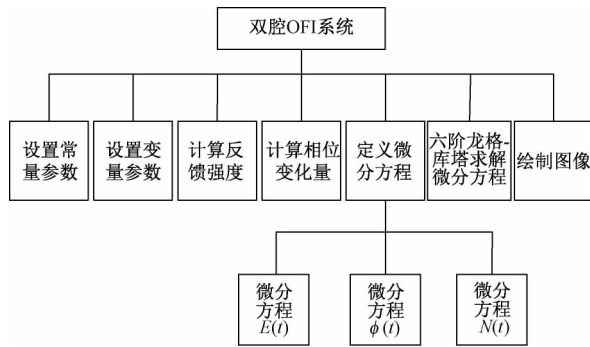 双腔OFI系统
设置常
量参数
设置变
量参数
计算反
馈强度
计算相位
变化量
定义微
分方程
六阶龙格-
库塔求解
微分方程
绘制图像
微分
方程
E(t)
微分
方程
ϕ(t)
微分
方程
N(t)